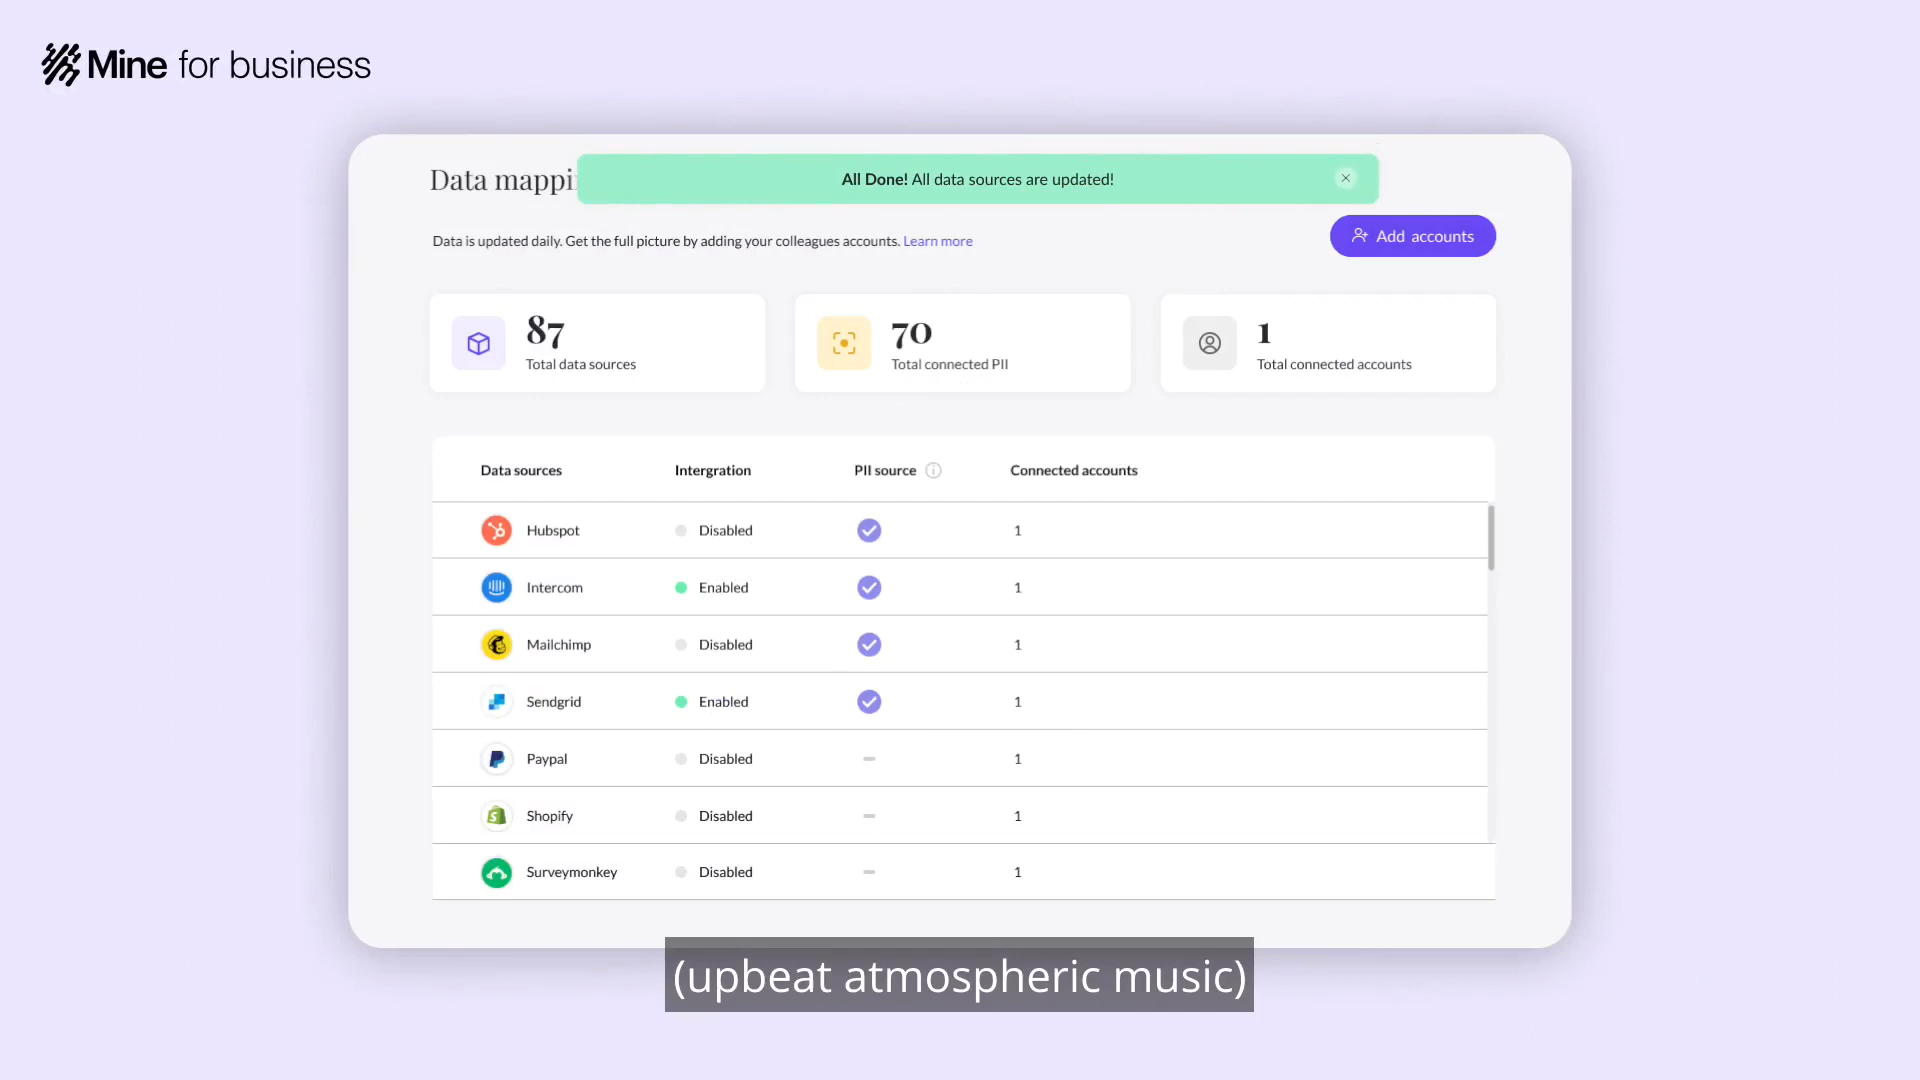 Mine for business
Data mappi
All Done! All data sources are updated!
Data is updated daily. Get the full picture by adding your colleagues accounts. Learn more
Add accounts
87
Total data sources
70
Total connected PII
1
Total connected accounts
Data sources Intergration PII source Connected accounts
Hubspot Disabled 1
Intercom Enabled 1
Mailchimp Disabled 1
Sendgrid Enabled 1
Paypal Disabled 1
Shopify Disabled 1
Surveymonkey Disabled 1
(upbeat atmospheric music)